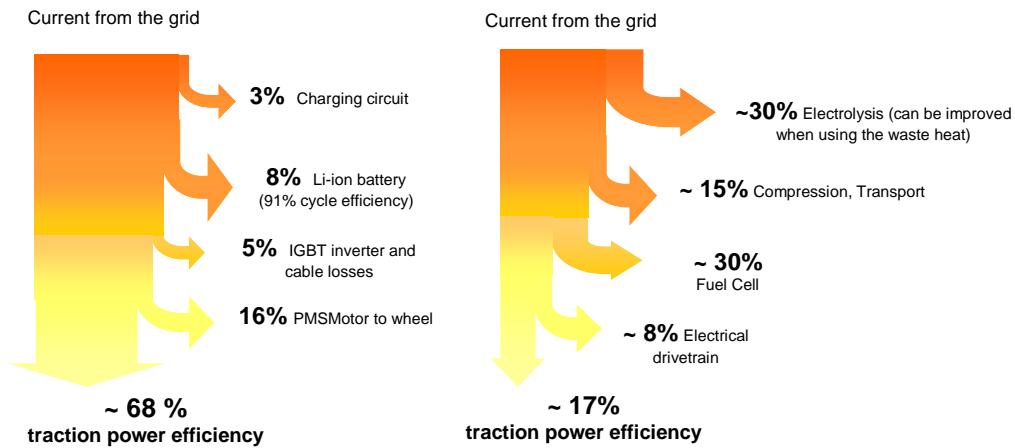 Current from the grid
3% Charging circuit
8% Li-ion battery
(91% cycle efficiency)
5% IGBT inverter and
cable losses
16% PMSMotor to wheel
~ 68 %
traction power efficiency
Current from the grid
~30% Electrolysis (can be improved
when using the waste heat)
~ 15% Compression, Transport
~ 30%
Fuel Cell
~ 8% Electrical
drivetrain
~ 17%
traction power efficiency